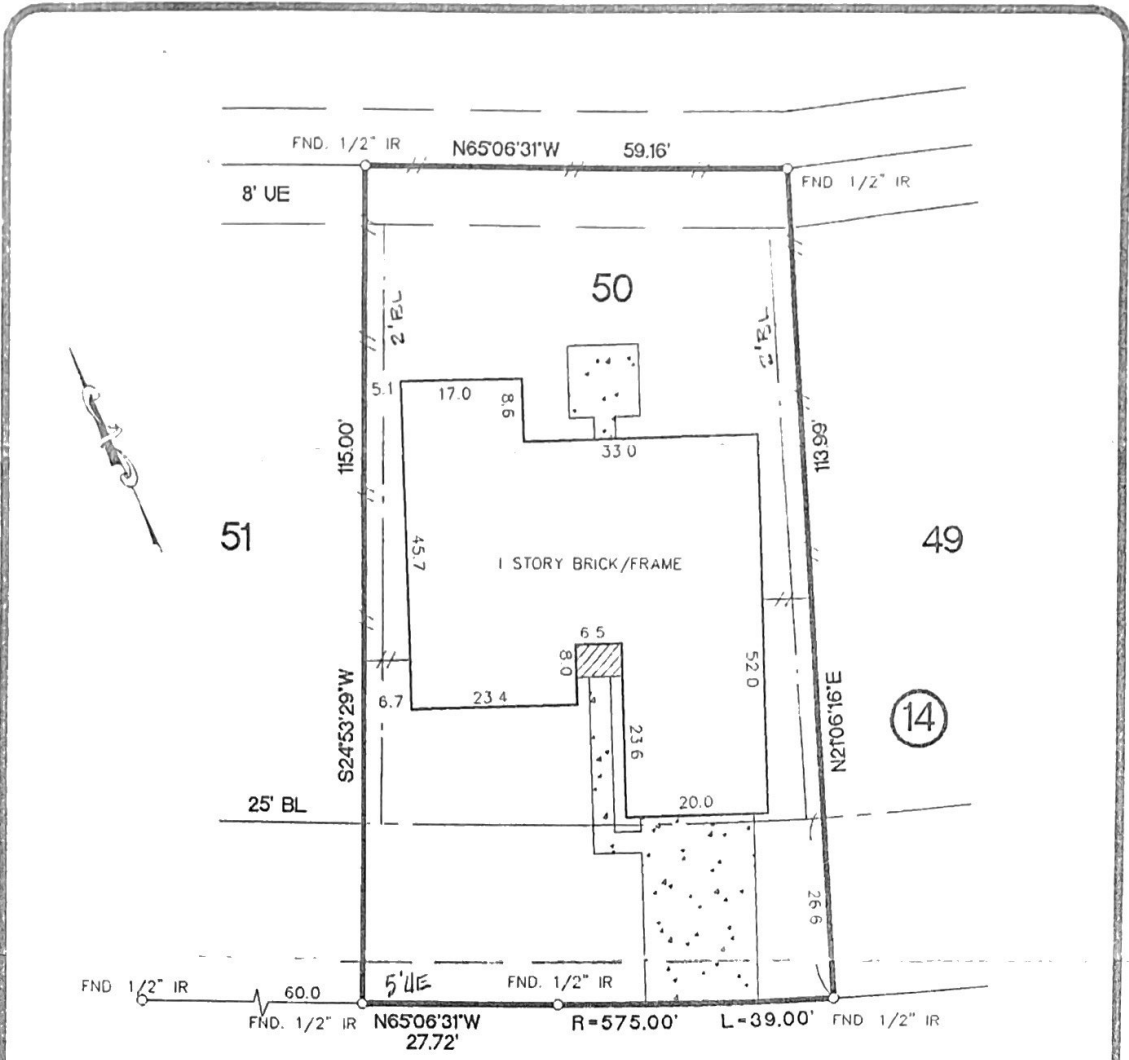 FND. 1/2" IR
N65°06'31"W 59.16'
FND 1/2" IR
8' UE
50
2' BL
2' BL
5.1
17.0
8.6
33.0
115.00'
113.99'
51
49
45.7
1 STORY BRICK/FRAME
6 5
8.0
52.0
6.7
23.4
23.6
S24°53'29"W
N21°06'16"E
14
25' BL
20.0
26.6
FND 1/2" IR
60.0
5' UE
FND. 1/2" IR
FND. 1/2" IR
N65°06'31"W
27.72'
R=575.00' L=39.00'
FND 1/2" IR